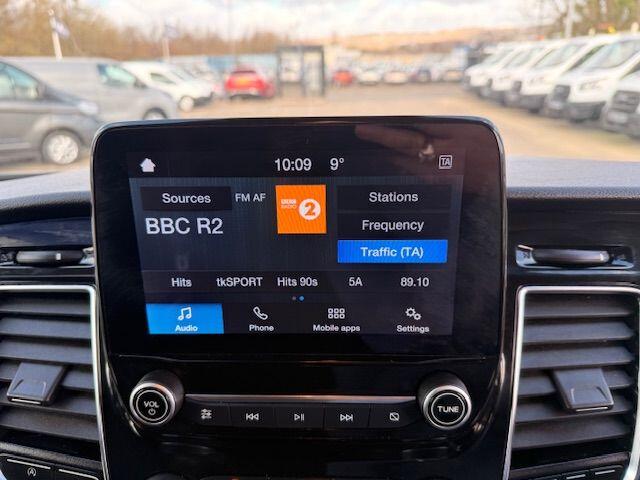 10:09 9° TA
Sources FM AF BBC RADIO 2 Stations
BBC R2 Frequency
Traffic (TA)
Hits tkSPORT Hits 90s 5A 89.10
Audio Phone Mobile apps Settings
VOL TUNE